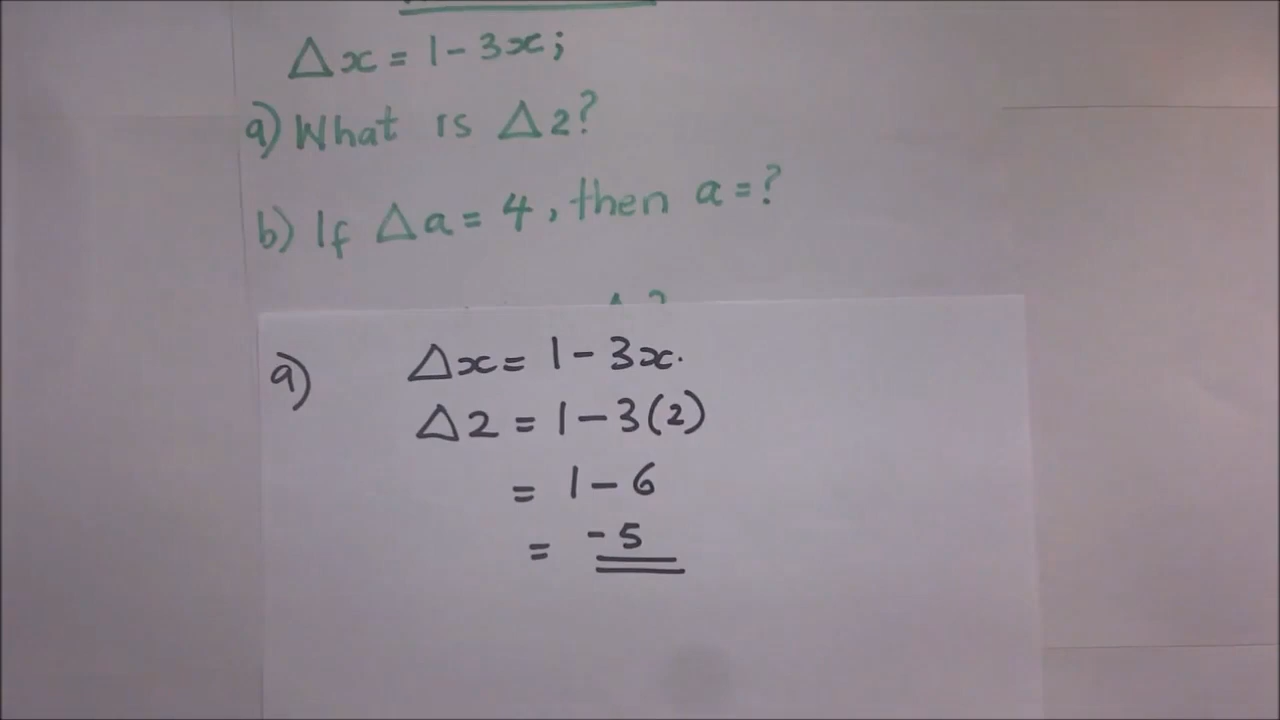 Δx = 1 - 3x;
a) What is Δ2?
b) If Δa = 4, then a = ?
a) Δx = 1 - 3x.
Δ2 = 1 - 3(2)
= 1 - 6
= -5